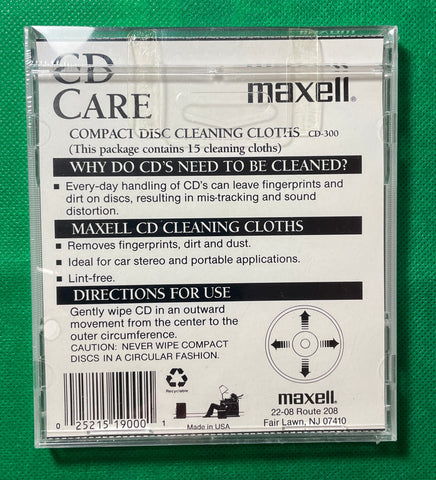 CD
CARE
maxell®
COMPACT DISC CLEANING CLOTHS CD-300
(This package contains 15 cleaning cloths)
WHY DO CD'S NEED TO BE CLEANED?
▪ Every-day handling of CD's can leave fingerprints and
dirt on discs, resulting in mis-tracking and sound
distortion.
MAXELL CD CLEANING CLOTHS
▪ Removes fingerprints, dirt and dust.
▪ Ideal for car stereo and portable applications.
▪ Lint-free.
DIRECTIONS FOR USE
Gently wipe CD in an outward
movement from the center to the
outer circumference.
CAUTION: NEVER WIPE COMPACT
DISCS IN A CIRCULAR FASHION.
Recyclable
0 25215 19000 1
Made in USA
maxell®
22-08 Route 208
Fair Lawn, NJ 07410